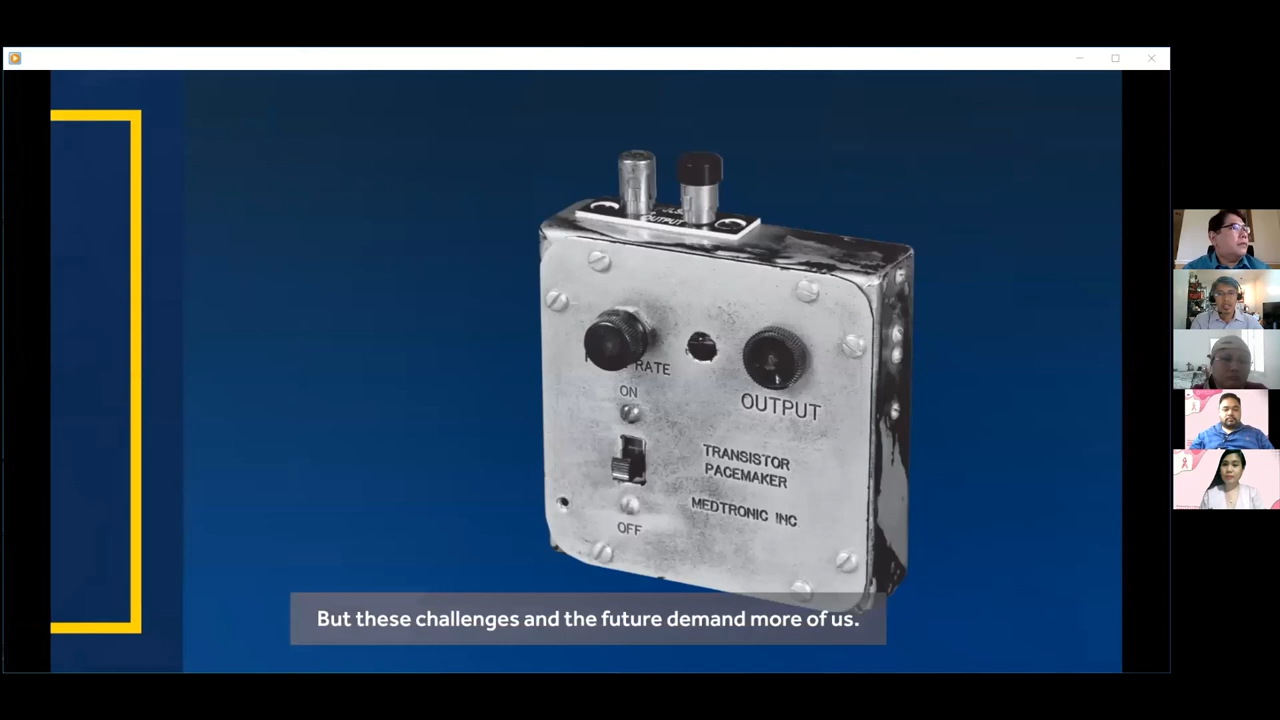 OUTPUT
RATE
ON
OUTPUT
TRANSISTOR
PACEMAKER
MEDTRONIC INC
OFF
But these challenges and the future demand more of us.